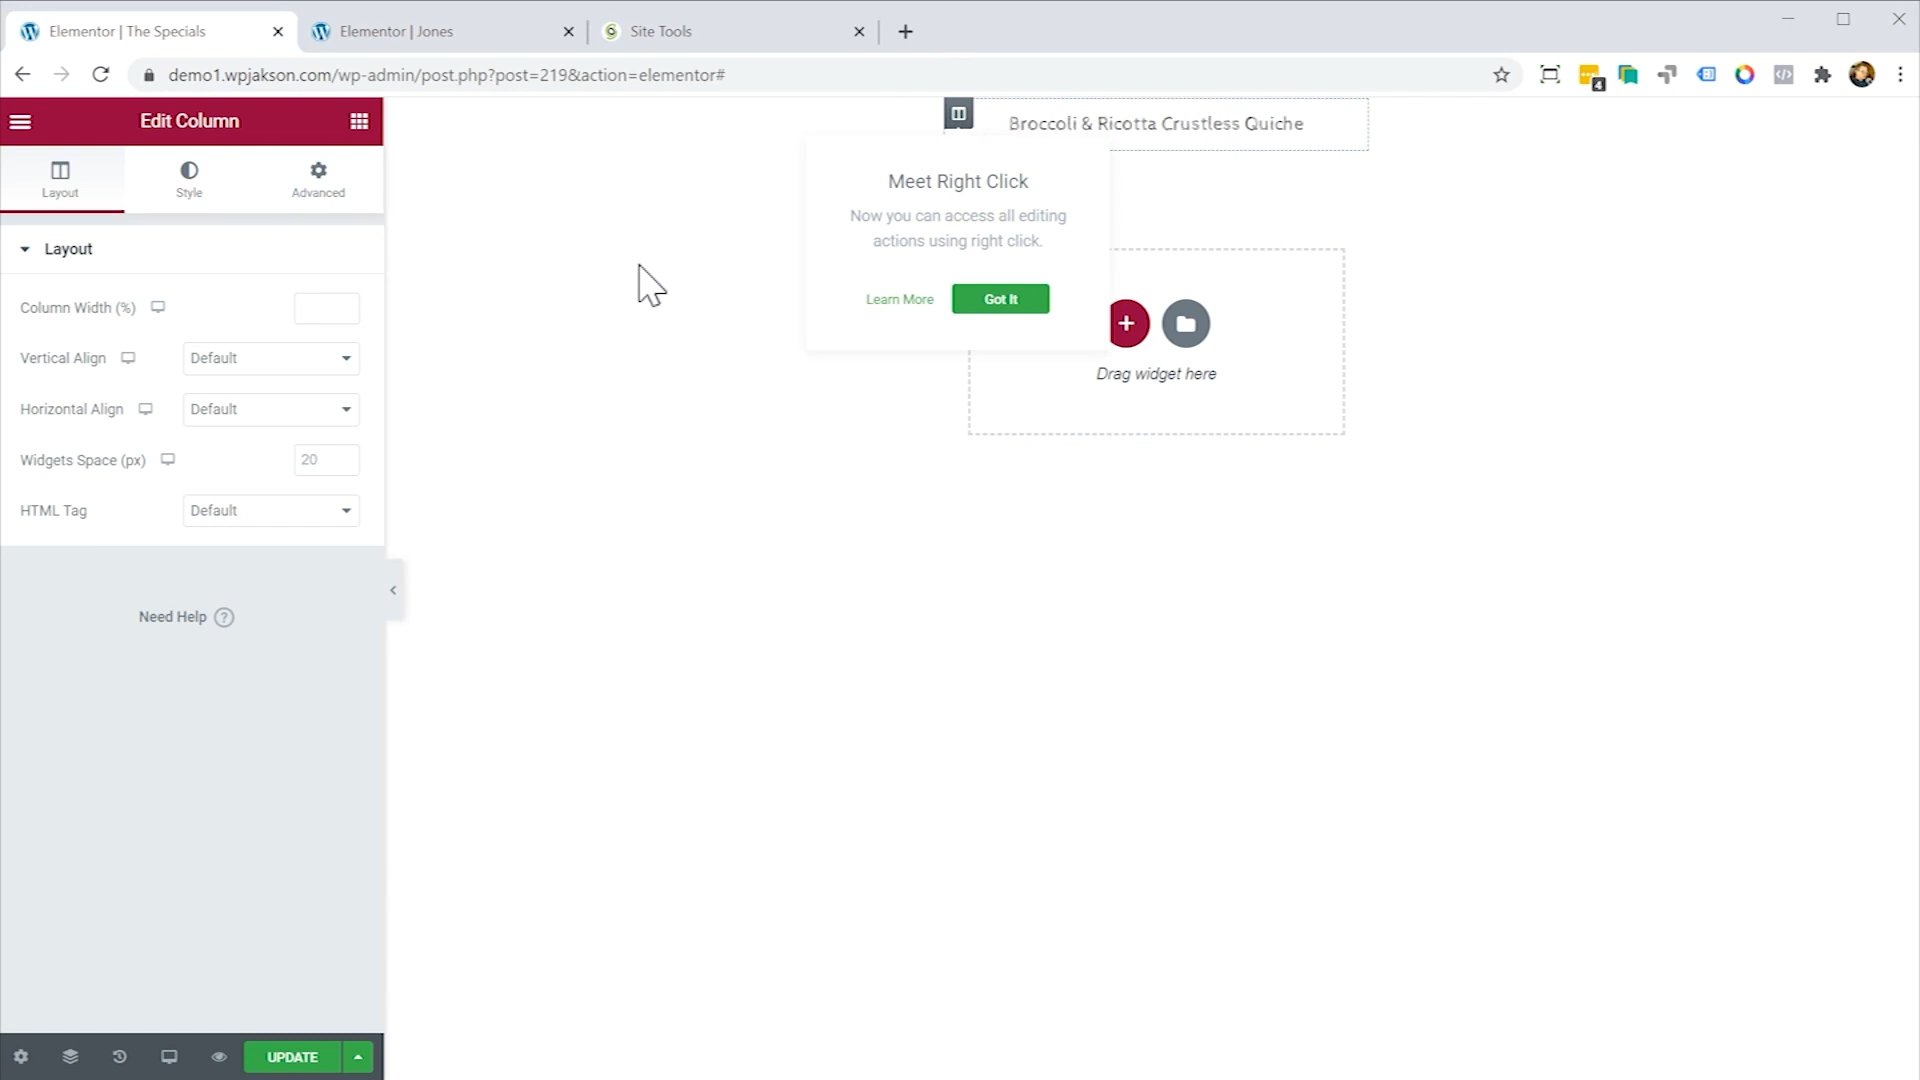 Elementor | The Specials
Elementor | Jones
Site Tools
demo1.wpjakson.com/wp-admin/post.php?post=219&action=elementor#
4
Edit Column
Layout
Style
Advanced
Layout
Column Width (%)
Vertical Align
Default
Horizontal Align
Default
Widgets Space (px)
20
HTML Tag
Default
Need Help ?
UPDATE
Broccoli & Ricotta Crustless Quiche
Meet Right Click
Now you can access all editing
actions using right click.
Learn More
Got It
Drag widget here